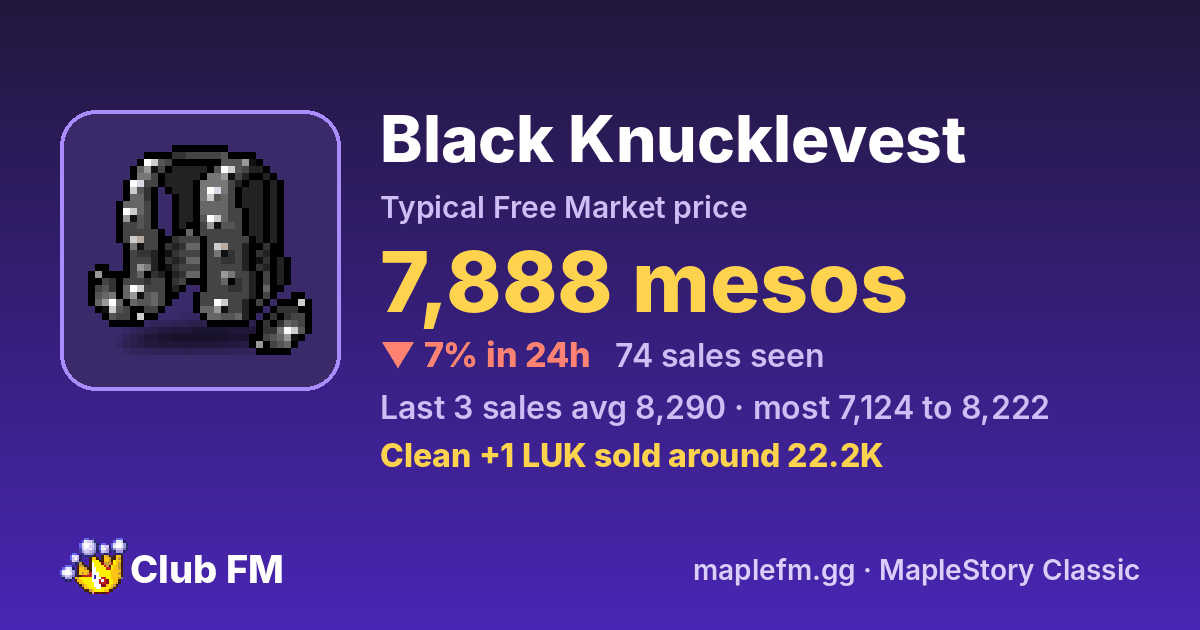 Black Knucklevest
Typical Free Market price
7,888 mesos
▼ 7% in 24h 74 sales seen
Last 3 sales avg 8,290 · most 7,124 to 8,222
Clean +1 LUK sold around 22.2K
Club FM
maplefm.gg · MapleStory Classic